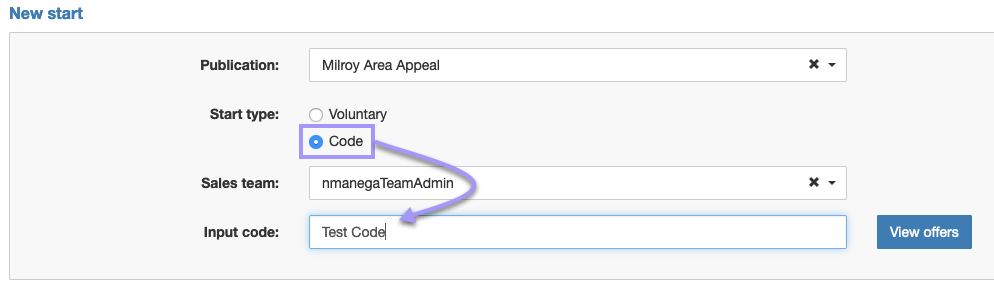 New start
Publication: Milroy Area Appeal
Start type: Voluntary
Code
Sales team: nmanegaTeamAdmin
Input code: Test Code View offers